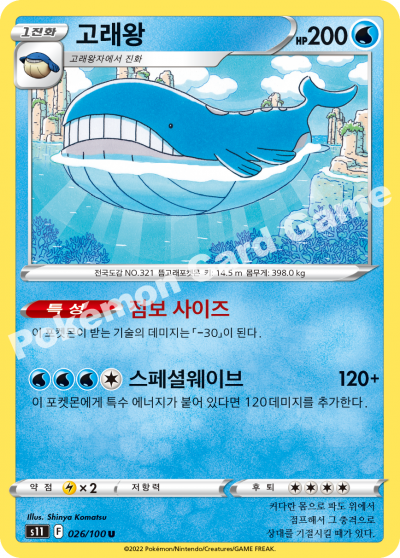 1진화
고래왕
HP200
고래왕자에서 진화
전국도감 NO.321 뜸고래포켓몬 키: 14.5 m 몸무게: 398.0 kg
특성 점보 사이즈
이 포켓몬이 받는 기술의 데미지는 「-30」이 된다.
스페셜웨이브 120+
이 포켓몬에게 특수 에너지가 붙어 있다면 120데미지를 추가한다.
약점 ×2 저항력 후퇴
커다란 몸으로 파도 위에서
점프해서 그 충격으로
상대를 기절시킬 때가 있다.
Illus. Shinya Komatsu
s11 F 026/100 U
©2022 Pokémon/Nintendo/Creatures/GAME FREAK.
Pokémon Card Game